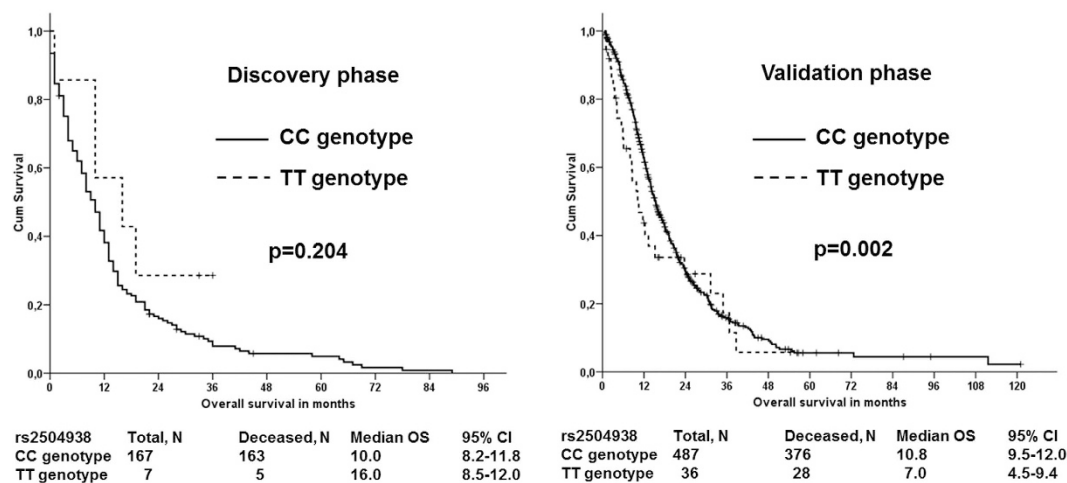 Discovery phase
CC genotype
TT genotype
p=0.204
Cum Survival
1,0
0,8
0,6
0,4
0,2
0,0
0 12 24 36 48 60 72 84 96
Overall survival in months
rs2504938 Total, N Deceased, N Median OS 95% CI
CC genotype 167 163 10.0 8.2-11.8
TT genotype 7 5 16.0 8.5-12.0
Validation phase
CC genotype
TT genotype
p=0.002
Cum Survival
1,0
0,8
0,6
0,4
0,2
0,0
0 12 24 36 48 60 72 84 96 108 120
Overall survival in months
rs2504938 Total, N Deceased, N Median OS 95% CI
CC genotype 487 376 10.8 9.5-12.0
TT genotype 36 28 7.0 4.5-9.4